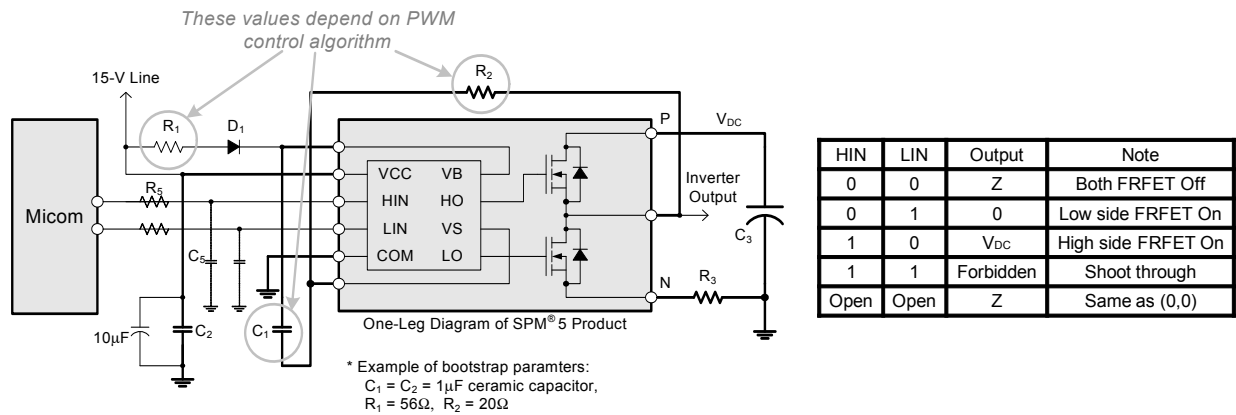 These values depend on PWM
control algorithm
15-V Line
R1
D1
R2
P
VDC
Micom
R5
C5
10μF
C2
C1
VCC
VB
HIN
HO
LIN
VS
COM
LO
Inverter
Output
C3
N
R3
One-Leg Diagram of SPM® 5 Product
* Example of bootstrap paramters:
C1 = C2 = 1μF ceramic capacitor,
R1 = 56Ω, R2 = 20Ω
HIN LIN Output Note
0 0 Z Both FRFET Off
0 1 0 Low side FRFET On
1 0 VDC High side FRFET On
1 1 Forbidden Shoot through
Open Open Z Same as (0,0)